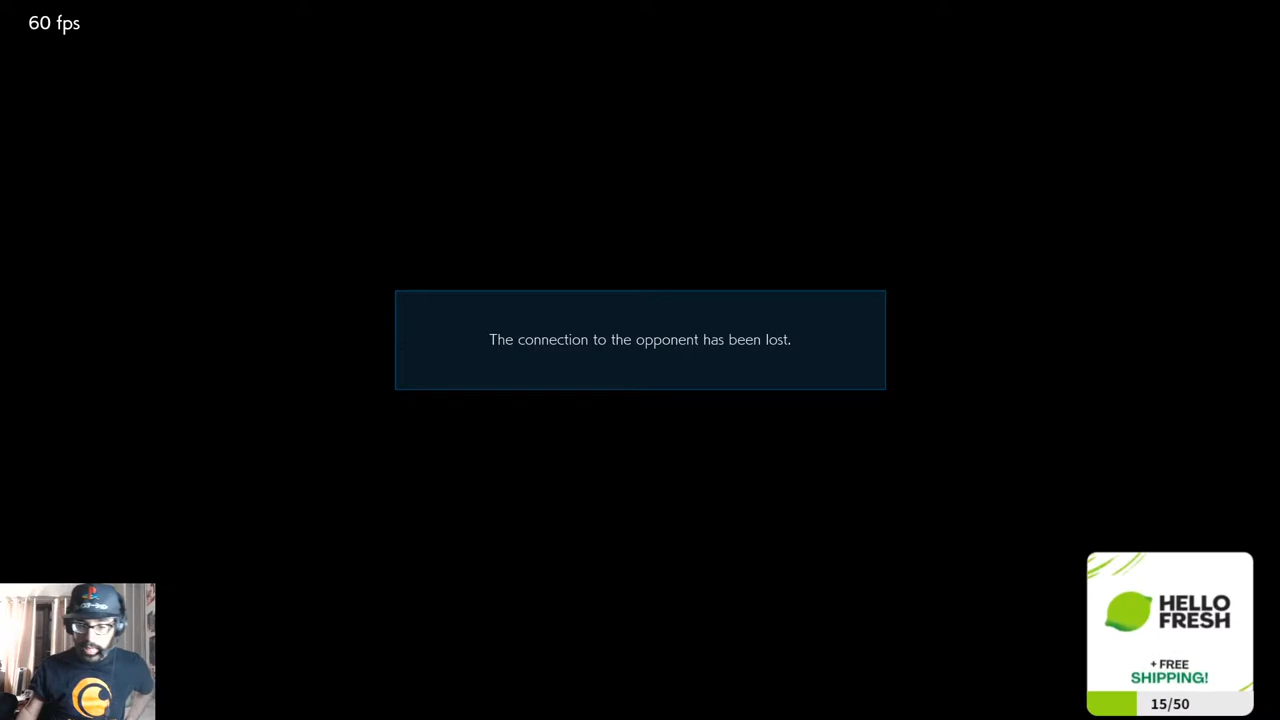 60 fps
The connection to the opponent has been lost.
HELLO
FRESH
+ FREE
SHIPPING!
15/50